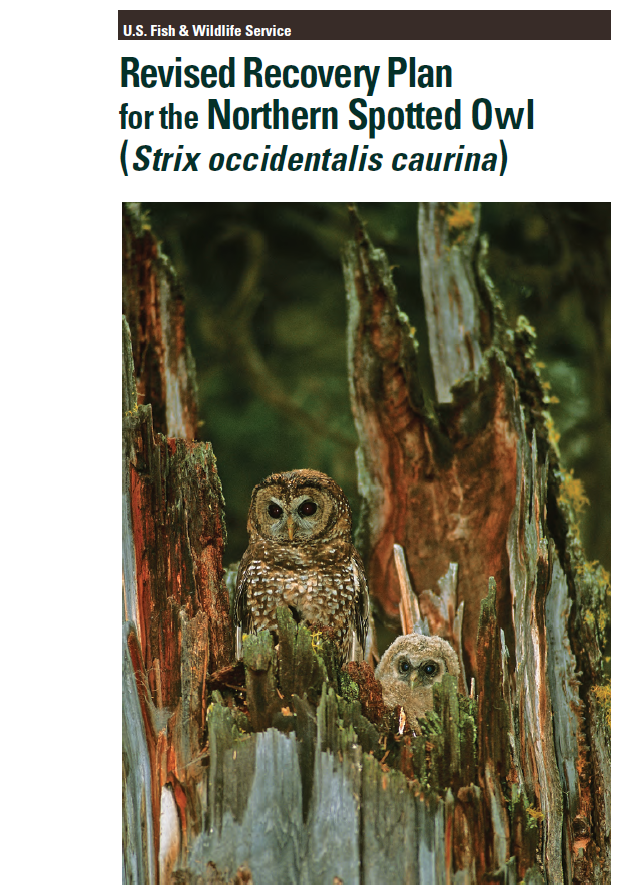 U.S. Fish & Wildlife Service
Revised Recovery Plan
for the Northern Spotted Owl
(Strix occidentalis caurina)